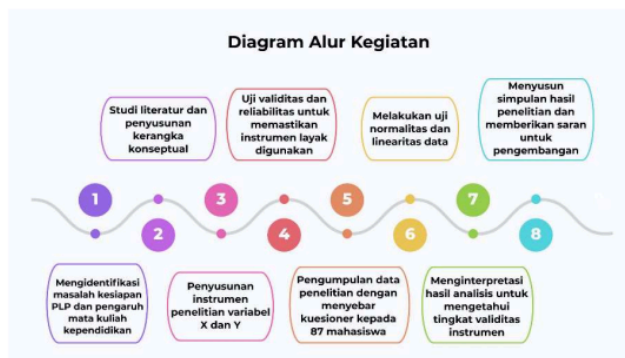 Diagram Alur Kegiatan
Studi literatur dan
penyusunan
kerangka
konseptual
Uji validitas dan
reliabilitas untuk
memastikan
instrumen layak
digunakan
Melakukan uji
normalitas dan
linearitas data
Menyusun
simpulan hasil
penelitian dan
memberikan saran
untuk
pengembangan
1
2
3
4
5
6
7
8
Mengidentifikasi
masalah kesiapan
PLP dan pengaruh
mata kuliah
kependidikan
Penyusunan
instrumen
penelitian variabel
X dan Y
Pengumpulan data
penelitian dengan
menyebar
kuesioner kepada
87 mahasiswa
Menginterpretasi
hasil analisis untuk
mengetahui
tingkat validitas
instrumen